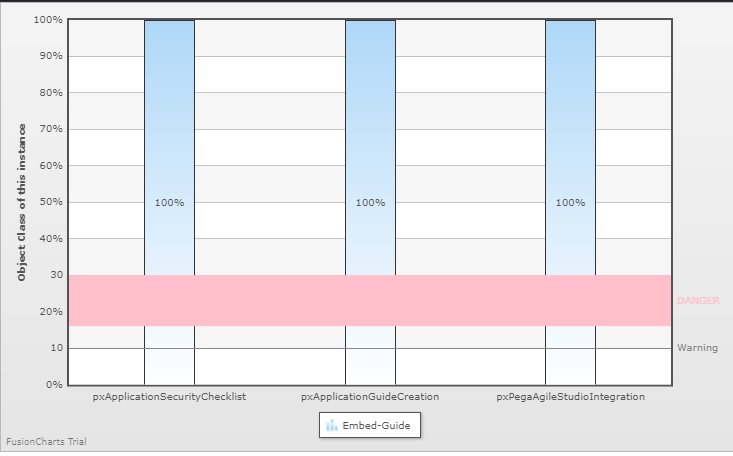 100%
90%
80%
70%
60%
50%
40%
30
20%
10
0%
Object Class of this instance
100%
100%
100%
DANGER
Warning
pxApplicationSecurityChecklist
pxApplicationGuideCreation
pxPegaAgileStudioIntegration
Embed-Guide
FusionCharts Trial